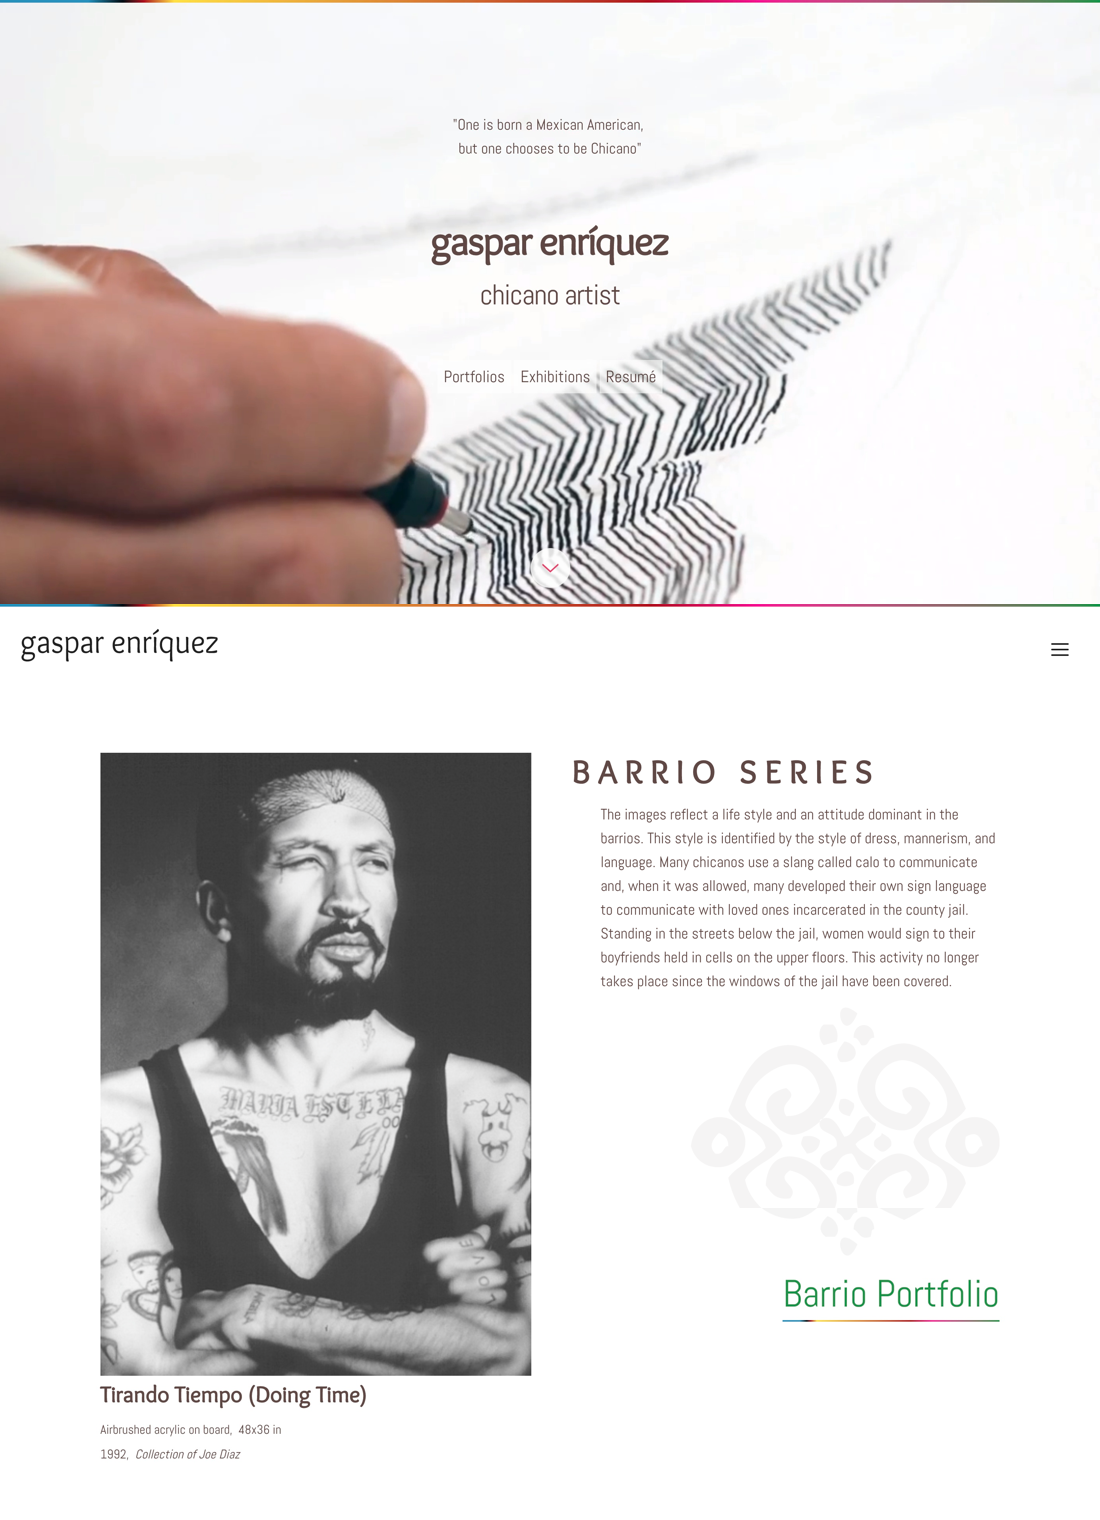 "One is born a Mexican American,
but one chooses to be Chicano"
gaspar enríquez
chicano artist
Portfolios Exhibitions Resumé
gaspar enríquez
BARRIO SERIES
The images reflect a life style and an attitude dominant in the
barrios. This style is identified by the style of dress, mannerism, and
language. Many chicanos use a slang called calo to communicate
and, when it was allowed, many developed their own sign language
to communicate with loved ones incarcerated in the county jail.
Standing in the streets below the jail, women would sign to their
boyfriends held in cells on the upper floors. This activity no longer
takes place since the windows of the jail have been covered.
MARIA ESTELA
LOVE
Barrio Portfolio
Tirando Tiempo (Doing Time)
Airbrushed acrylic on board, 48x36 in
1992, Collection of Joe Diaz